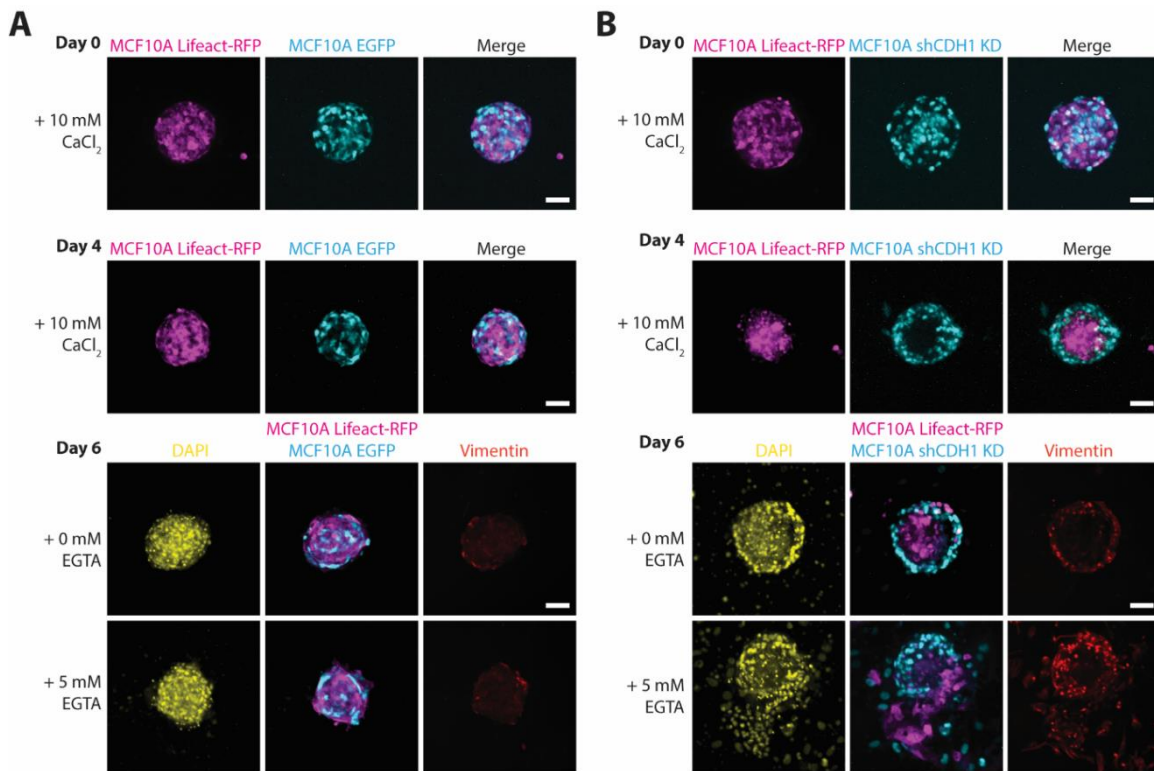 A
Day 0
MCF10A Lifeact-RFP MCF10A EGFP Merge
+ 10 mM
CaCl₂
Day 4
MCF10A Lifeact-RFP MCF10A EGFP Merge
+ 10 mM
CaCl₂
Day 6
MCF10A Lifeact-RFP
DAPI MCF10A EGFP Vimentin
+ 0 mM
EGTA
+ 5 mM
EGTA
B
Day 0
MCF10A Lifeact-RFP MCF10A shCDH1 KD Merge
+ 10 mM
CaCl₂
Day 4
MCF10A Lifeact-RFP MCF10A shCDH1 KD Merge
+ 10 mM
CaCl₂
Day 6
MCF10A Lifeact-RFP
DAPI MCF10A shCDH1 KD Vimentin
+ 0 mM
EGTA
+ 5 mM
EGTA